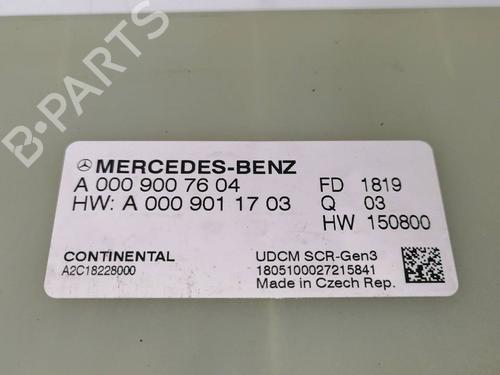 MERCEDES-BENZ
A 000 900 76 04 FD 1819
HW: A 000 901 17 03 Q 03
HW 150800
CONTINENTAL UDCM SCR-Gen3
A2C18228000 1805100027215841
Made in Czech Rep.
B-PARTS